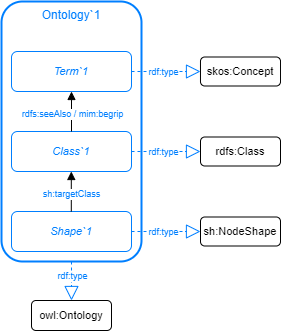 Ontology`1
Term`1
rdf:type
skos:Concept
rdfs:seeAlso / mim:begrip
Class`1
rdf:type
rdfs:Class
sh:targetClass
Shape`1
rdf:type
sh:NodeShape
rdf:type
owl:Ontology